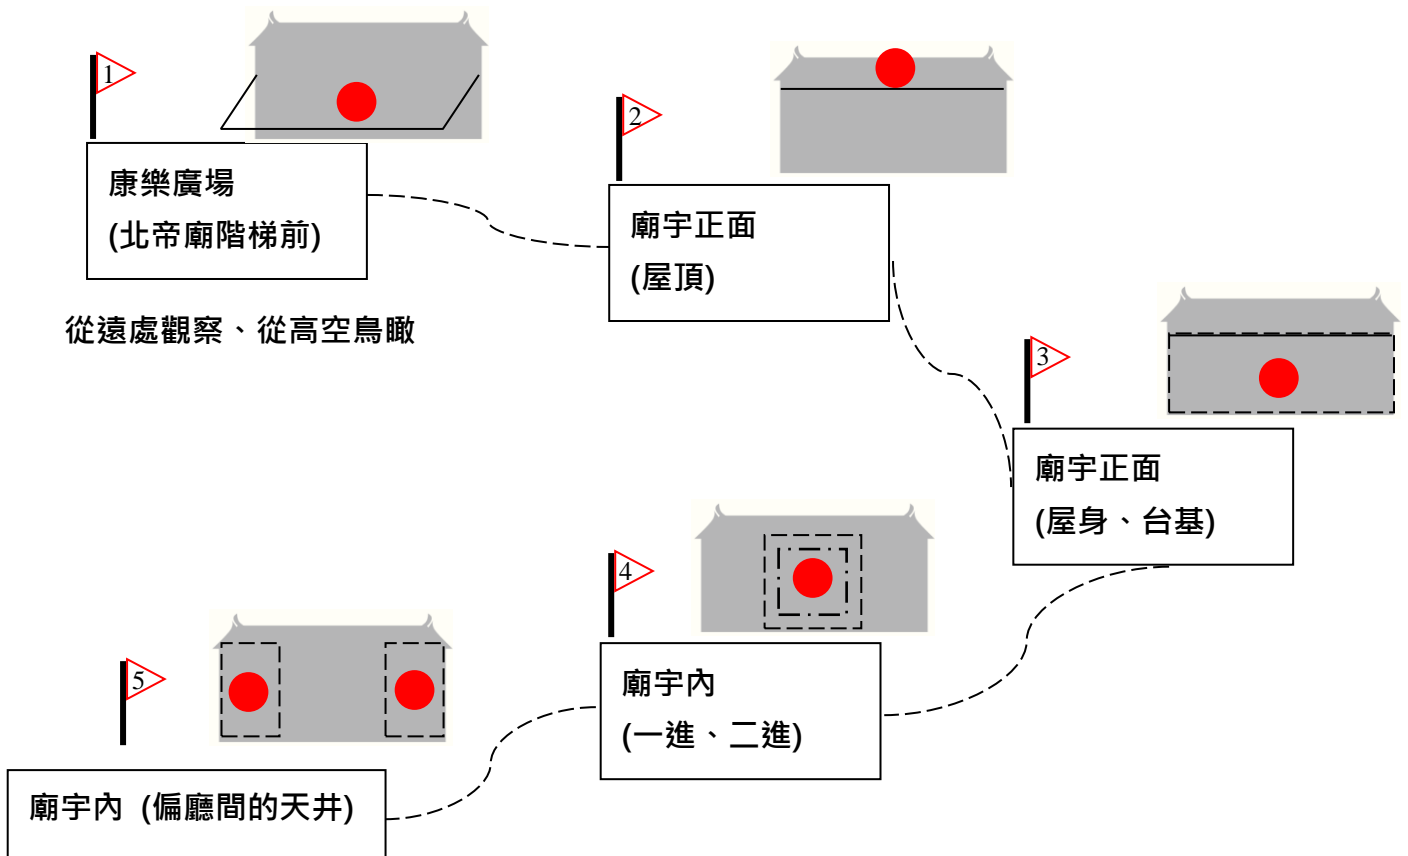 1
康樂廣場
(北帝廟階梯前)
從遠處觀察、從高空鳥瞰
2
廟宇正面
(屋頂)
3
廟宇正面
(屋身、台基)
4
廟宇內
(一進、二進)
5
廟宇內 (偏廳間的天井)